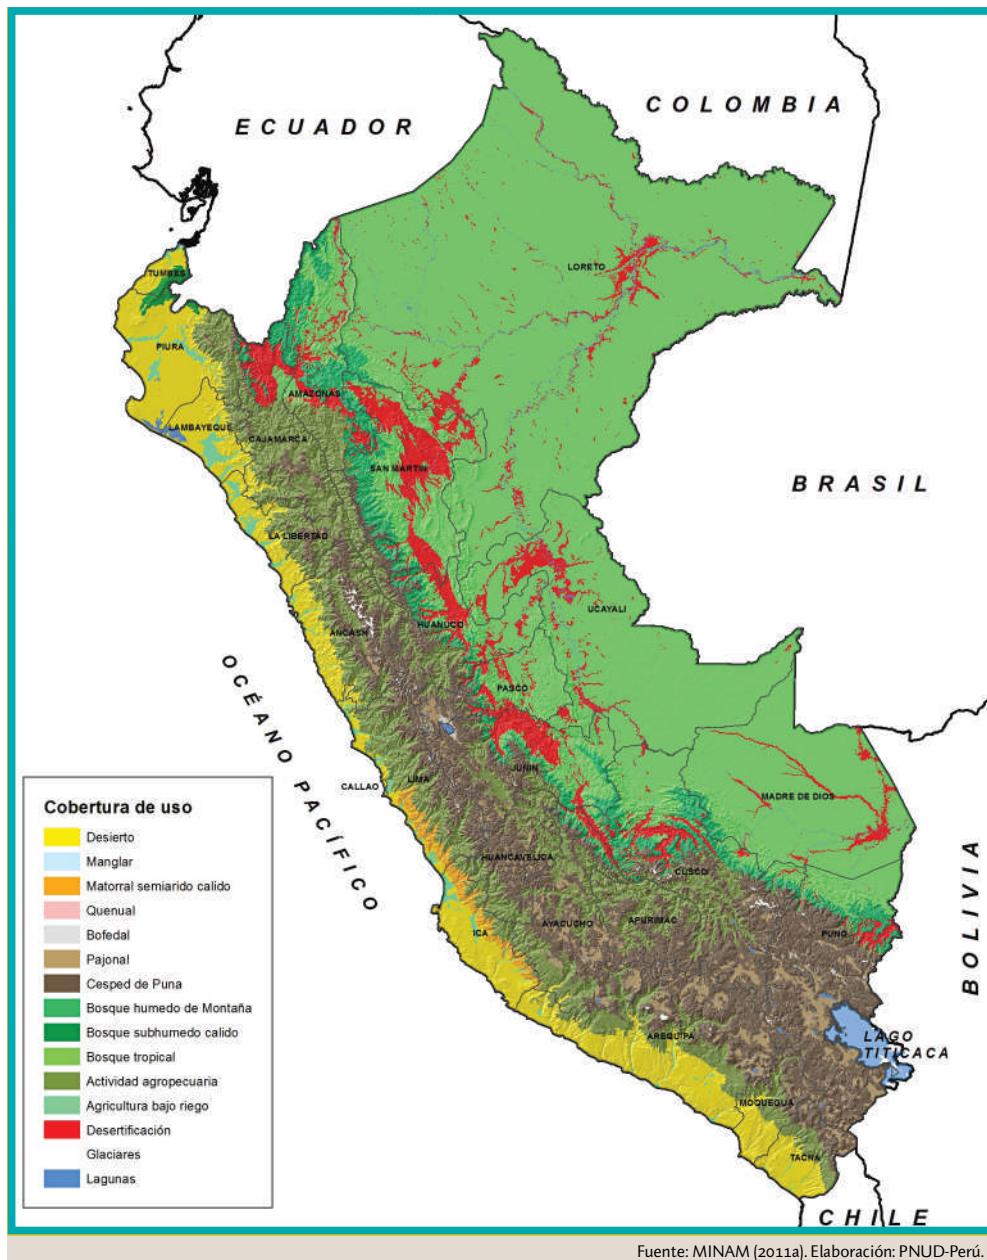 COLOMBIA
ECUADOR
LORETO
TUMBES
PIURA
AMAZONAS
LAMBAYEQUE
CAJAMARCA
SAN MARTIN
BRASIL
LA LIBERTAD
UCAYALI
HUANUCO
ANCASH
PASCO
OCÉANO PACÍFICO
JUNIN
LIMA
CALLAO
MADRE DE DIOS
HUANCAVELICA
CUSCO
BOLIVIA
AYACUCHO
APURIMAC
ICA
PUNO
AREQUIPA
LAGO
TITICACA
MOQUEGUA
TACNA
CHILE
Cobertura de uso
Desierto
Manglar
Matorral semiarido calido
Quenual
Bofedal
Pajonal
Cesped de Puna
Bosque humedo de Montaña
Bosque subhumedo calido
Bosque tropical
Actividad agropecuaria
Agricultura bajo riego
Desertificación
Glaciares
Lagunas
Fuente: MINAM (2011a). Elaboración: PNUD-Perú.